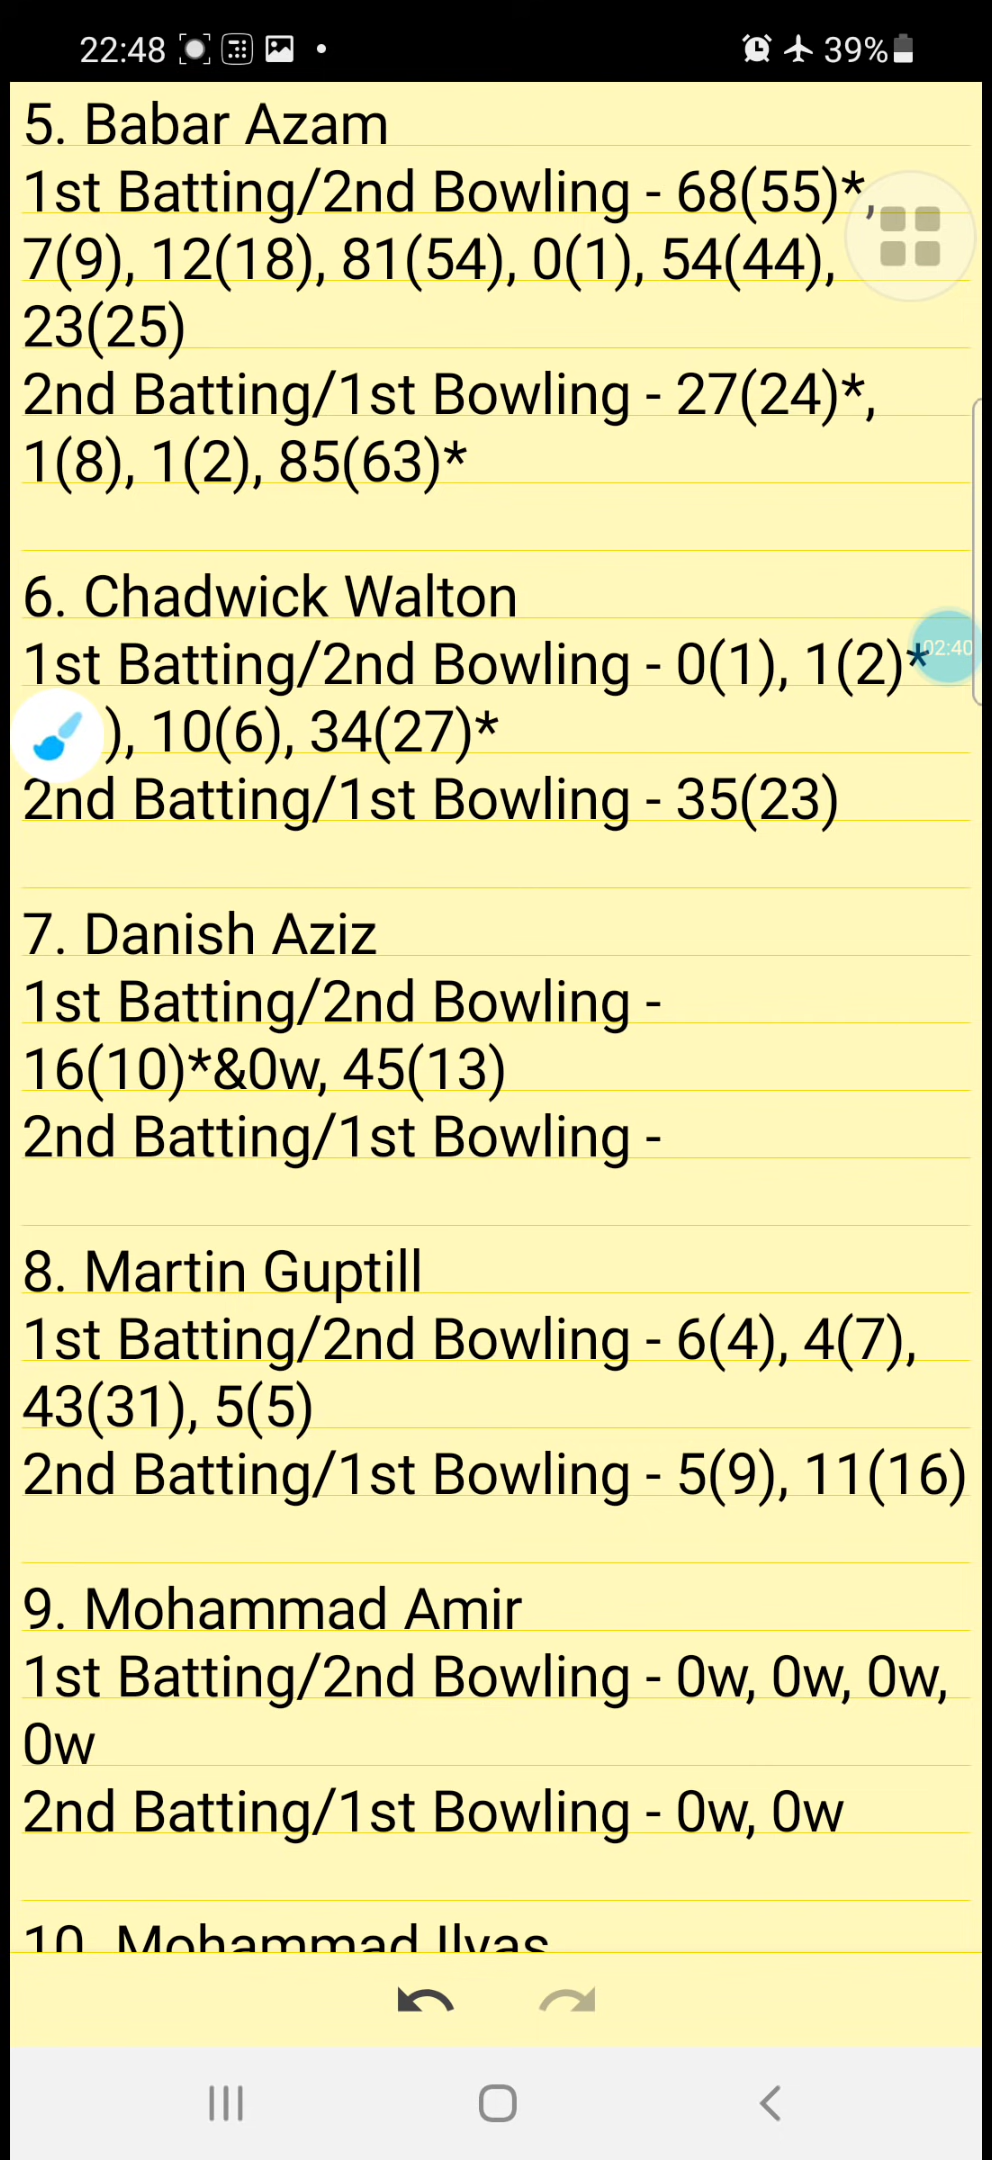 22:48
39%
5. Babar Azam
1st Batting/2nd Bowling - 68(55)*,
7(9), 12(18), 81(54), 0(1), 54(44),
23(25)
2nd Batting/1st Bowling - 27(24)*,
1(8), 1(2), 85(63)*
6. Chadwick Walton
1st Batting/2nd Bowling - 0(1), 1(2)*
02:40
), 10(6), 34(27)*
2nd Batting/1st Bowling - 35(23)
7. Danish Aziz
1st Batting/2nd Bowling -
16(10)*&0w, 45(13)
2nd Batting/1st Bowling -
8. Martin Guptill
1st Batting/2nd Bowling - 6(4), 4(7),
43(31), 5(5)
2nd Batting/1st Bowling - 5(9), 11(16)
9. Mohammad Amir
1st Batting/2nd Bowling - 0w, 0w, 0w,
0w
2nd Batting/1st Bowling - 0w, 0w
10. Mohammad Ilyas